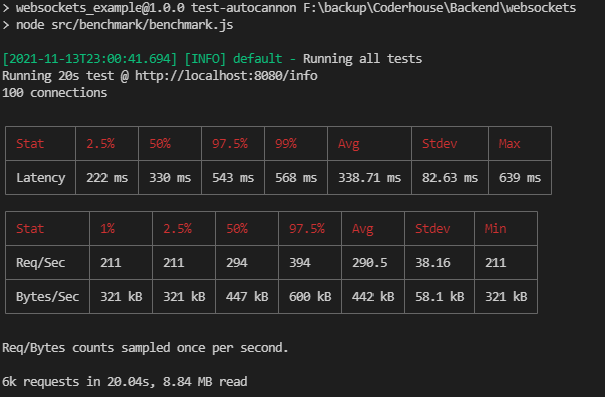 > websockets_example@1.0.0 test-autocannon F:\backup\Coderhouse\Backend\websockets
> node src/benchmark/benchmark.js
[2021-11-13T23:00:41.694] [INFO] default - Running all tests
Running 20s test @ http://localhost:8080/info
100 connections
Stat 2.5% 50% 97.5% 99% Avg Stdev Max
Latency 222 ms 330 ms 543 ms 568 ms 338.71 ms 82.63 ms 639 ms
Stat 1% 2.5% 50% 97.5% Avg Stdev Min
Req/Sec 211 211 294 394 290.5 38.16 211
Bytes/Sec 321 kB 321 kB 447 kB 600 kB 442 kB 58.1 kB 321 kB
Req/Bytes counts sampled once per second.
6k requests in 20.04s, 8.84 MB read